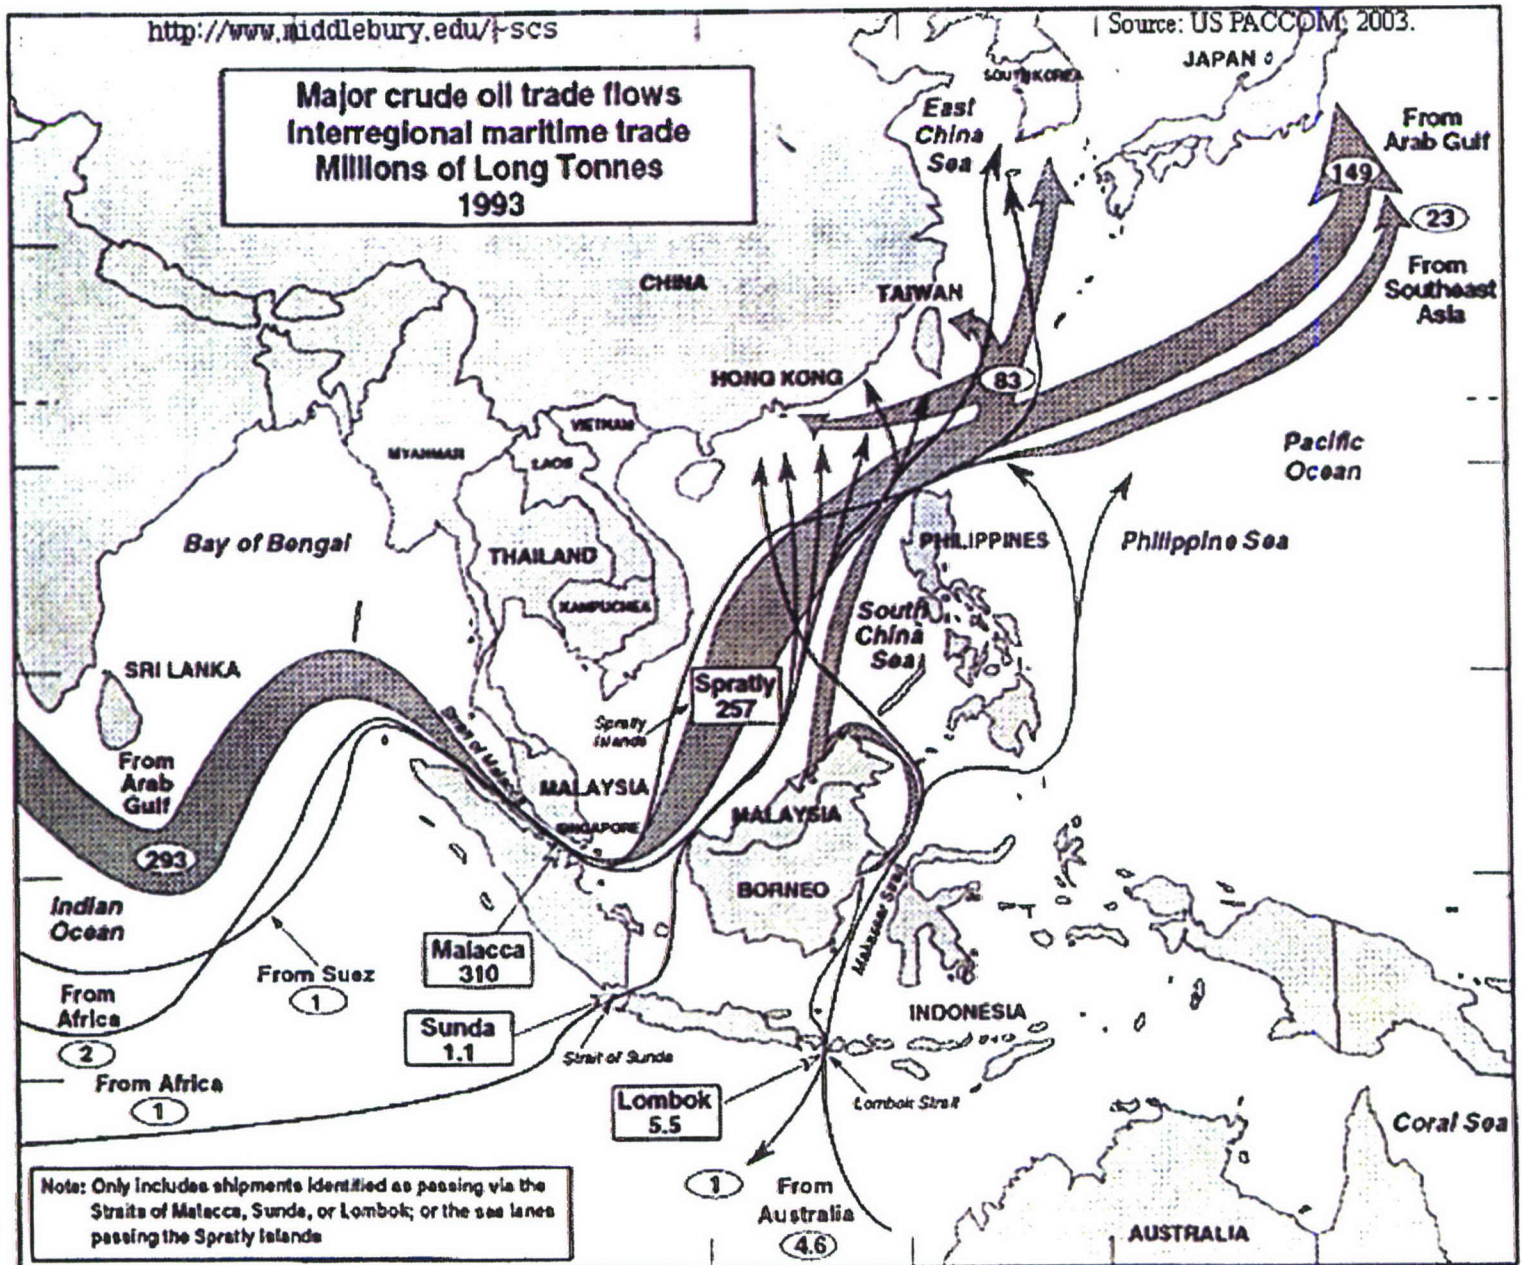 http://www.middlebury.edu/~scs
Source: US PACCOM, 2003.
Major crude oil trade flows
Interregional maritime trade
Millions of Long Tonnes
1993
SOUTH KOREA
JAPAN
East
China
Sea
From
Arab Gulf
149
23
From
Southeast
Asia
CHINA
TAIWAN
HONG KONG
83
VIETNAM
MYANMAR
LAOS
Pacific
Ocean
Bay of Bengal
THAILAND
PHILIPPINES
Philippine Sea
KAMPUCHEA
South
China
Sea
SRI LANKA
Spratly
257
Spratly
Islands
Strait of Malacca
From
Arab
Gulf
MALAYSIA
MALAYSIA
SINGAPORE
293
BORNEO
Makassar Strait
Indian
Ocean
Malacca
310
From Suez
1
From
Africa
2
INDONESIA
Sunda
1.1
Strait of Sunda
From Africa
1
Lombok
5.5
Lombok Strait
Coral Sea
1
From
Australia
4.6
AUSTRALIA
Note: Only includes shipments identified as passing via the
Straits of Malacca, Sunda, or Lombok; or the sea lanes
passing the Spratly Islands